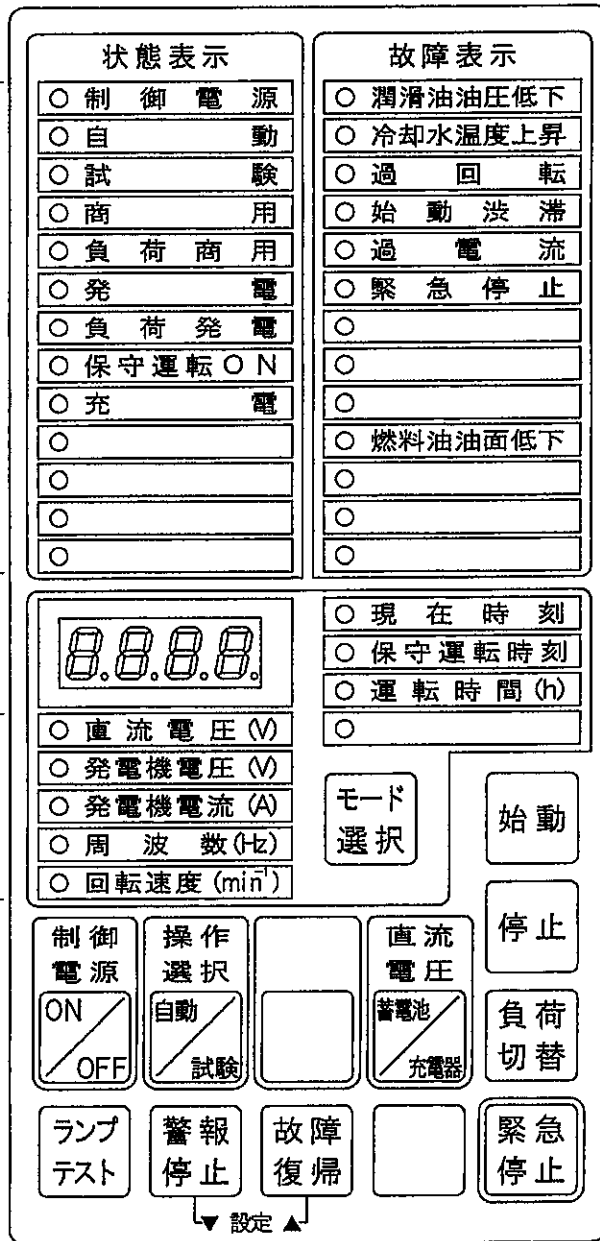 状態表示
制御電源
自動
試験
商用
負荷商用
発電
負荷発電
保守運転ON
充電
故障表示
潤滑油油圧低下
冷却水温度上昇
過回転
始動渋滞
過電流
緊急停止
燃料油油面低下
8.8.8.8.
直流電圧(V)
発電機電圧(V)
発電機電流(A)
周波数(Hz)
回転速度(min⁻¹)
現在時刻
保守運転時刻
運転時間(h)
モード
選択
始動
停止
制御
電源
ON
OFF
操作
選択
自動
試験
直流
電圧
蓄電池
充電器
負荷
切替
ランプ
テスト
警報
停止
故障
復帰
緊急
停止
▼ 設定 ▲